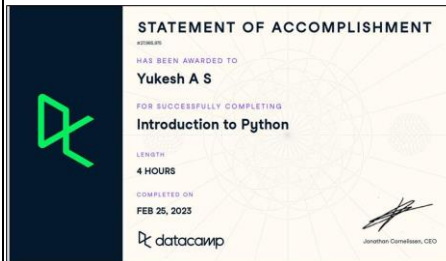 STATEMENT OF ACCOMPLISHMENT
HAS BEEN AWARDED TO
Yukesh A S
FOR SUCCESSFULLY COMPLETING
Introduction to Python
LENGTH
4 HOURS
COMPLETED ON
FEB 25, 2023
datacamp
Jonathan Cornelissen, CEO